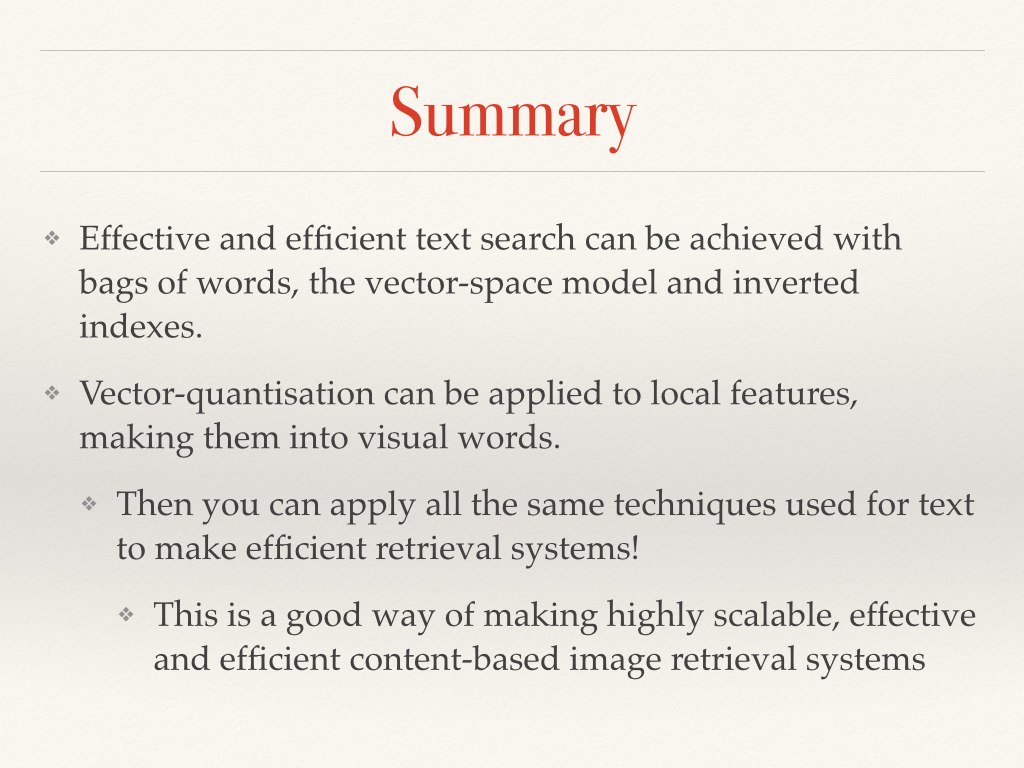 Summary
❖ Effective and efficient text search can be achieved with
bags of words, the vector-space model and inverted
indexes.
❖ Vector-quantisation can be applied to local features,
making them into visual words.
❖ Then you can apply all the same techniques used for text
to make efficient retrieval systems!
❖ This is a good way of making highly scalable, effective
and efficient content-based image retrieval systems